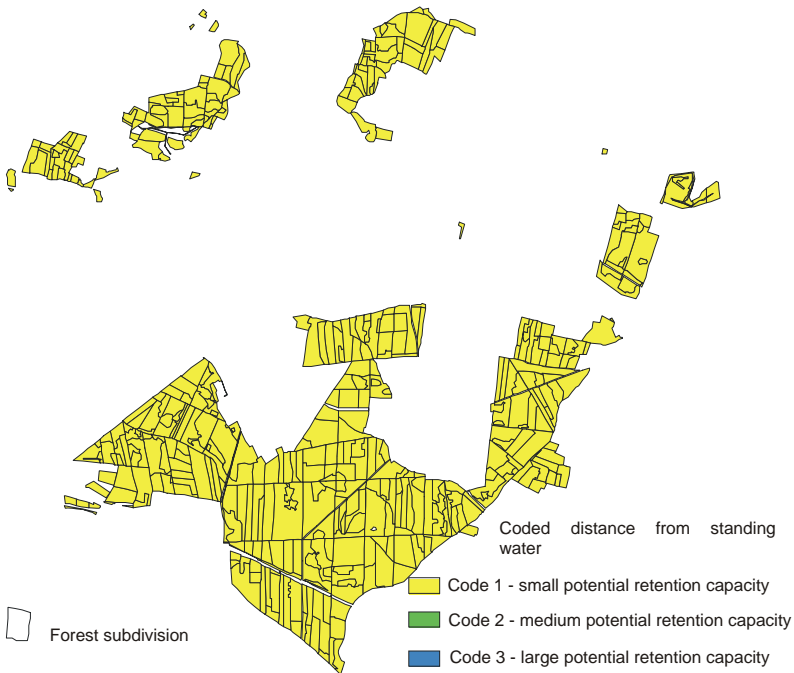 Coded distance from standing
water
Code 1 - small potential retention capacity
Code 2 - medium potential retention capacity
Code 3 - large potential retention capacity
Forest subdivision